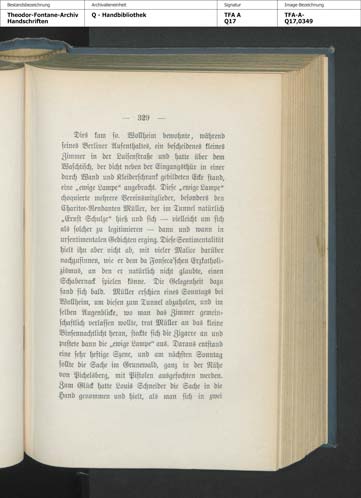 Bestandsbezeichnung
Theodor-Fontane-Archiv
Handschriften
Archivalieneinheit
Q - Handbibliothek
Signatur
TFA A
Q17
Image Bezeichnung
TFA-A-
Q17,0349
— 329 —
Dies kam so. Wollheim bewohnte, während
seines Berliner Aufenthaltes, ein bescheidenes kleines
Zimmer in der Luisenstraße und hatte über dem
Waschtisch, der dicht neben der Eingangsthür in einer
durch Wand und Kleiderschrank gebildeten Ecke stand,
eine „ewige Lampe“ angebracht. Diese „ewige Lampe“
choquierte mehrere Vereinsmitglieder, besonders den
Charitee-Rendanten Müller, der im Tunnel natürlich
„Ernst Schulze“ hieß und sich — vielleicht um sich
als solcher zu legitimieren — dann und wann in
ursentimentalen Gedichten erging. Diese Sentimentalität
hielt ihn aber nicht ab, mit vieler Malice darüber
nachzusinnen, wie er dem da Fonseca’schen Erzkatholi-
zismus, an den er natürlich nicht glaubte, einen
Schabernack spielen könne. Die Gelegenheit dazu
fand sich bald. Müller erschien eines Sonntags bei
Wollheim, um diesen zum Tunnel abzuholen, und im
selben Augenblicke, wo man das Zimmer gemein-
schaftlich verlassen wollte, trat Müller an das kleine
Binsennachtlicht heran, steckte sich die Zigarre an und
pustete dann die „ewige Lampe“ aus. Daraus entstand
eine sehr heftige Szene, und am nächsten Sonntag
sollte die Sache im Grunewald, ganz in der Nähe
von Pichelsberg, mit Pistolen ausgefochten werden.
Zum Glück hatte Louis Schneider die Sache in die
Hand genommen und hielt, als man sich in zwei